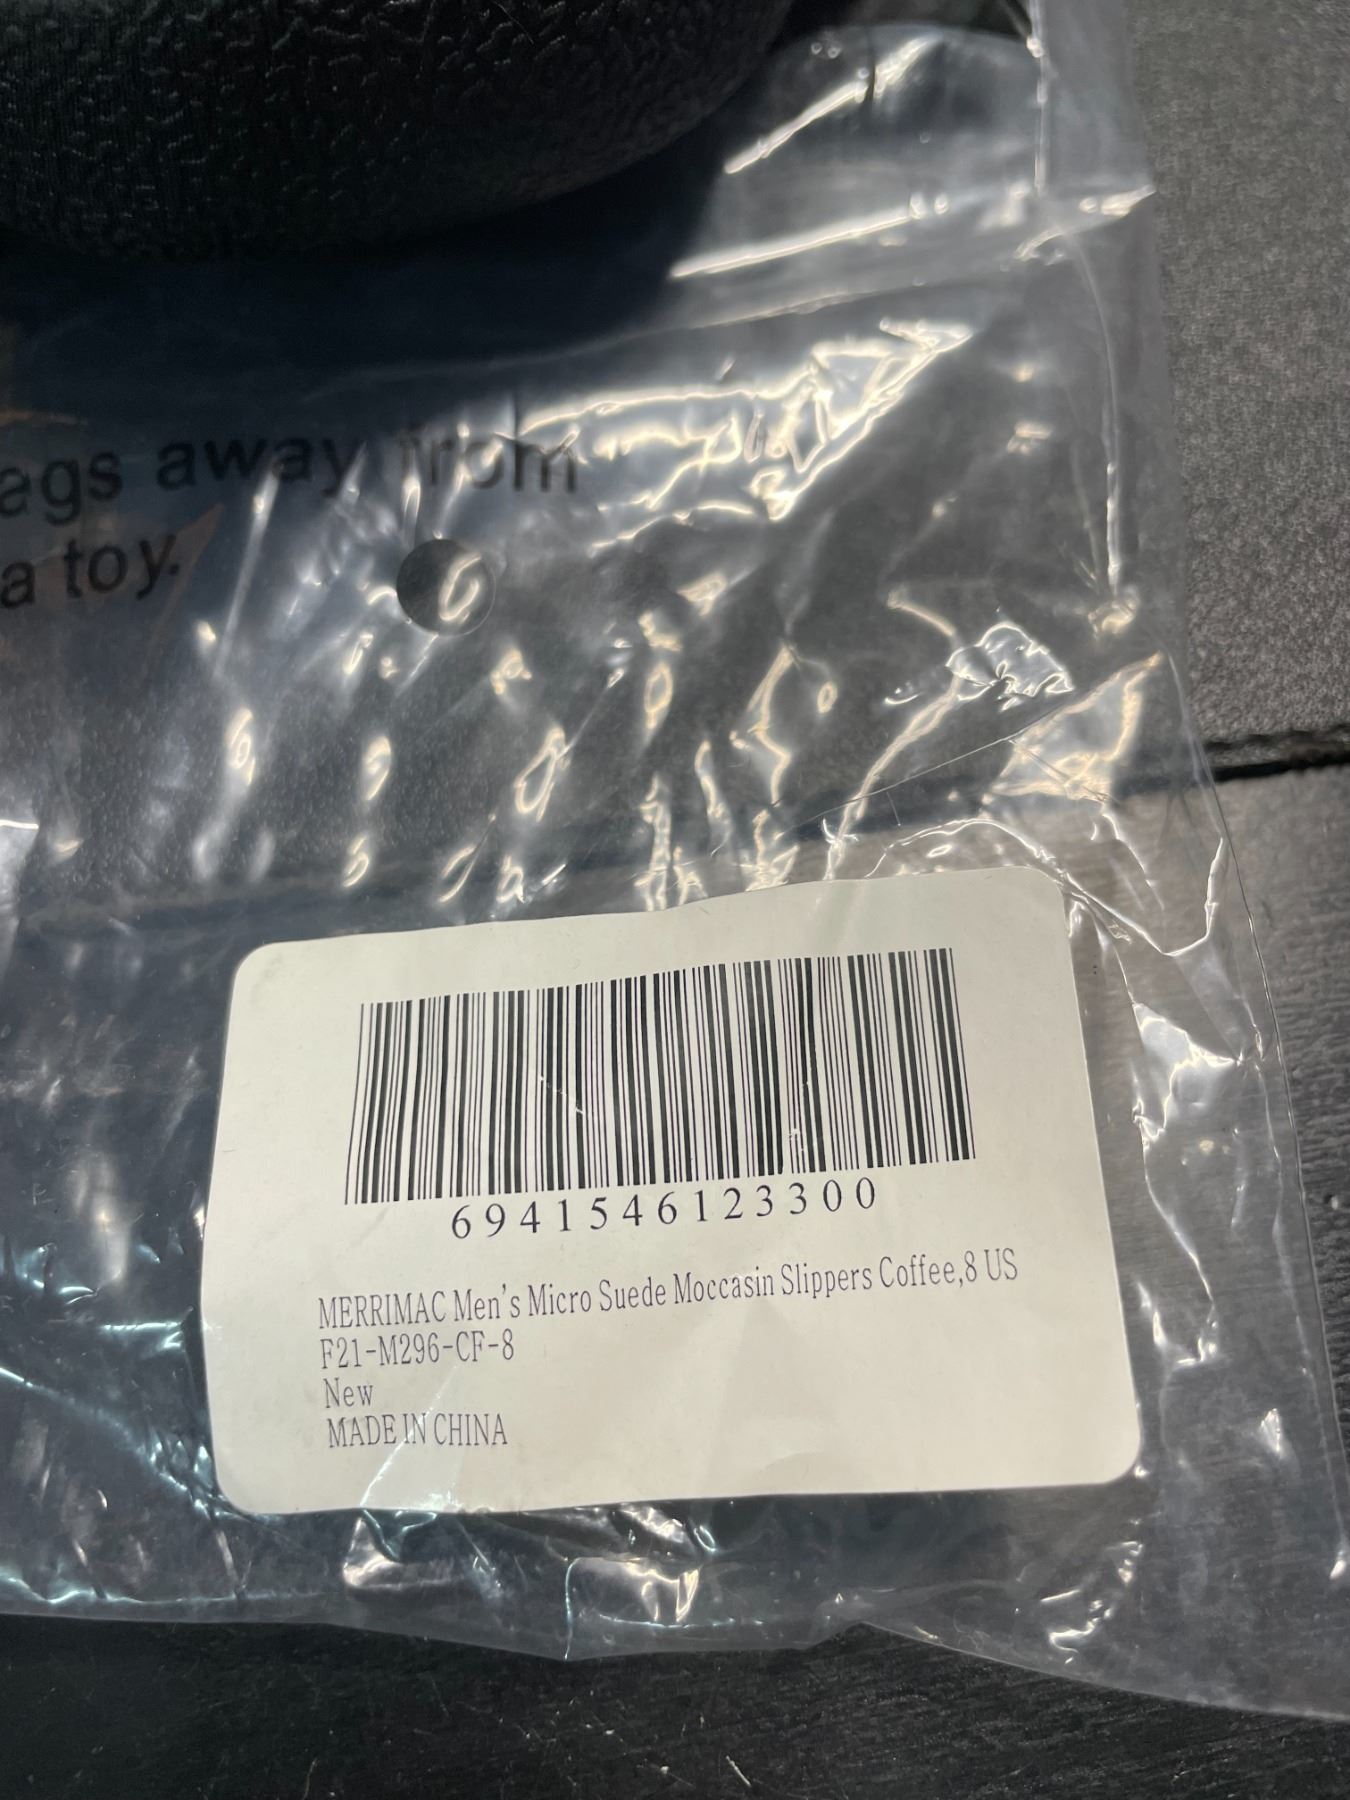 ags away from
a toy.
6941546123300
MERRIMAC Men's Micro Suede Moccasin Slippers Coffee,8 US
F21-M296-CF-8
New
MADE IN CHINA